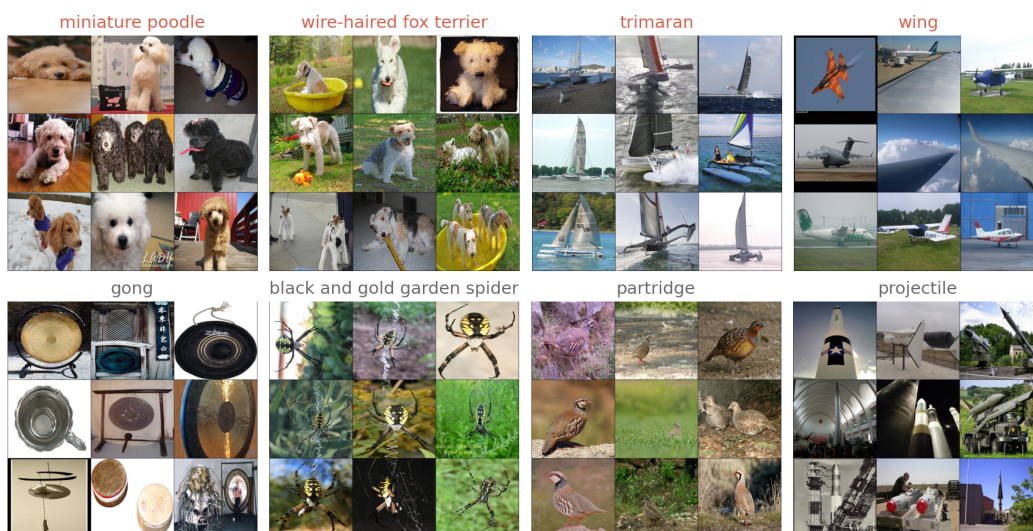 miniature poodle
wire-haired fox terrier
trimaran
wing
gong
black and gold garden spider
partridge
projectile